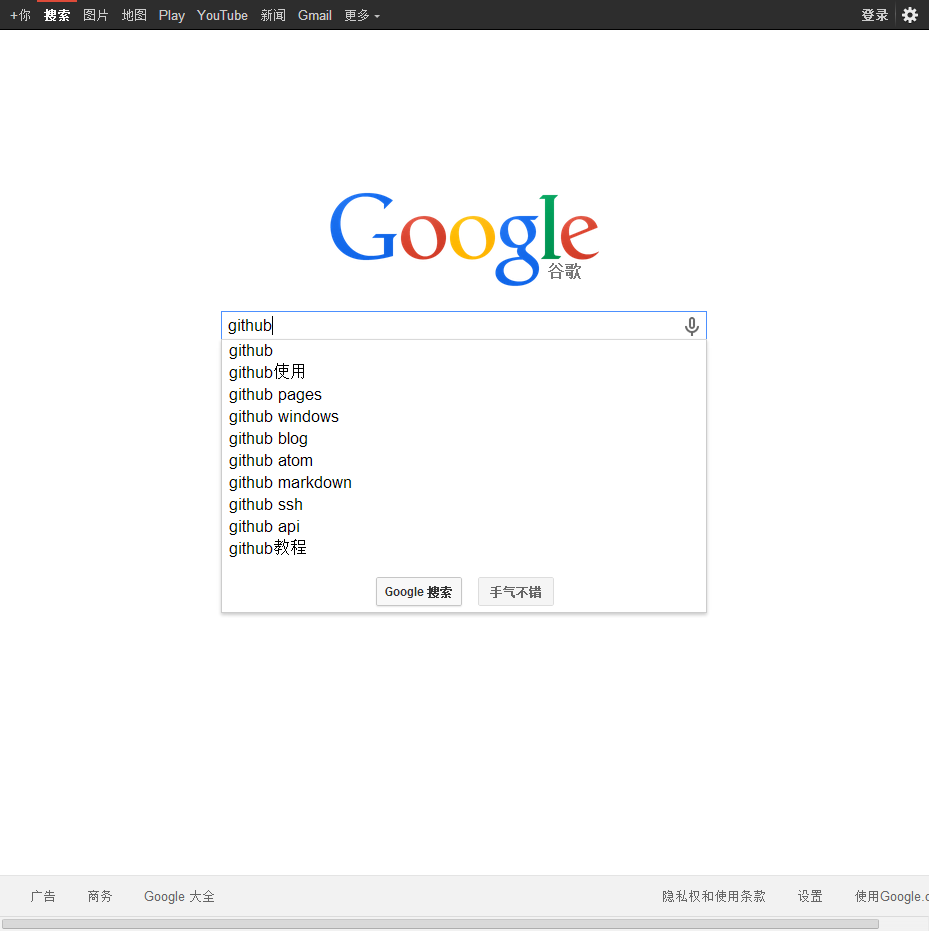 +你 搜索 图片 地图 Play YouTube 新闻 Gmail 更多 登录
Google
谷歌
github
github
github使用
github pages
github windows
github blog
github atom
github markdown
github ssh
github api
github教程
Google 搜索 手气不错
广告 商务 Google 大全 隐私权和使用条款 设置 使用Google.c